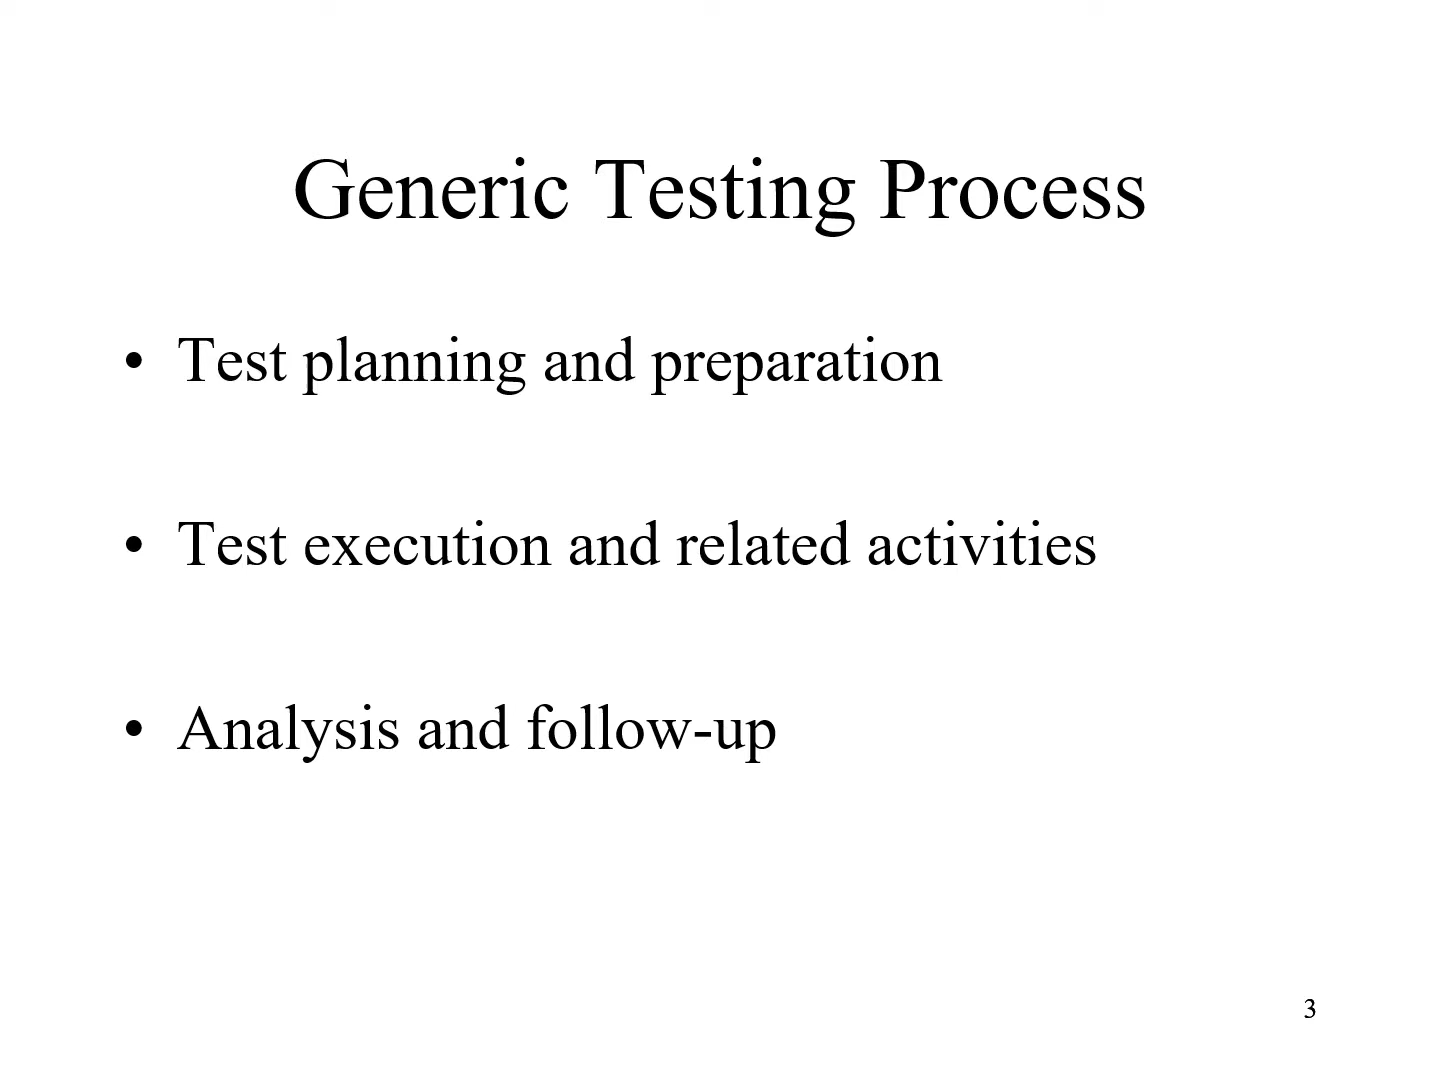 Generic Testing Process
• Test planning and preparation
• Test execution and related activities
• Analysis and follow-up
3